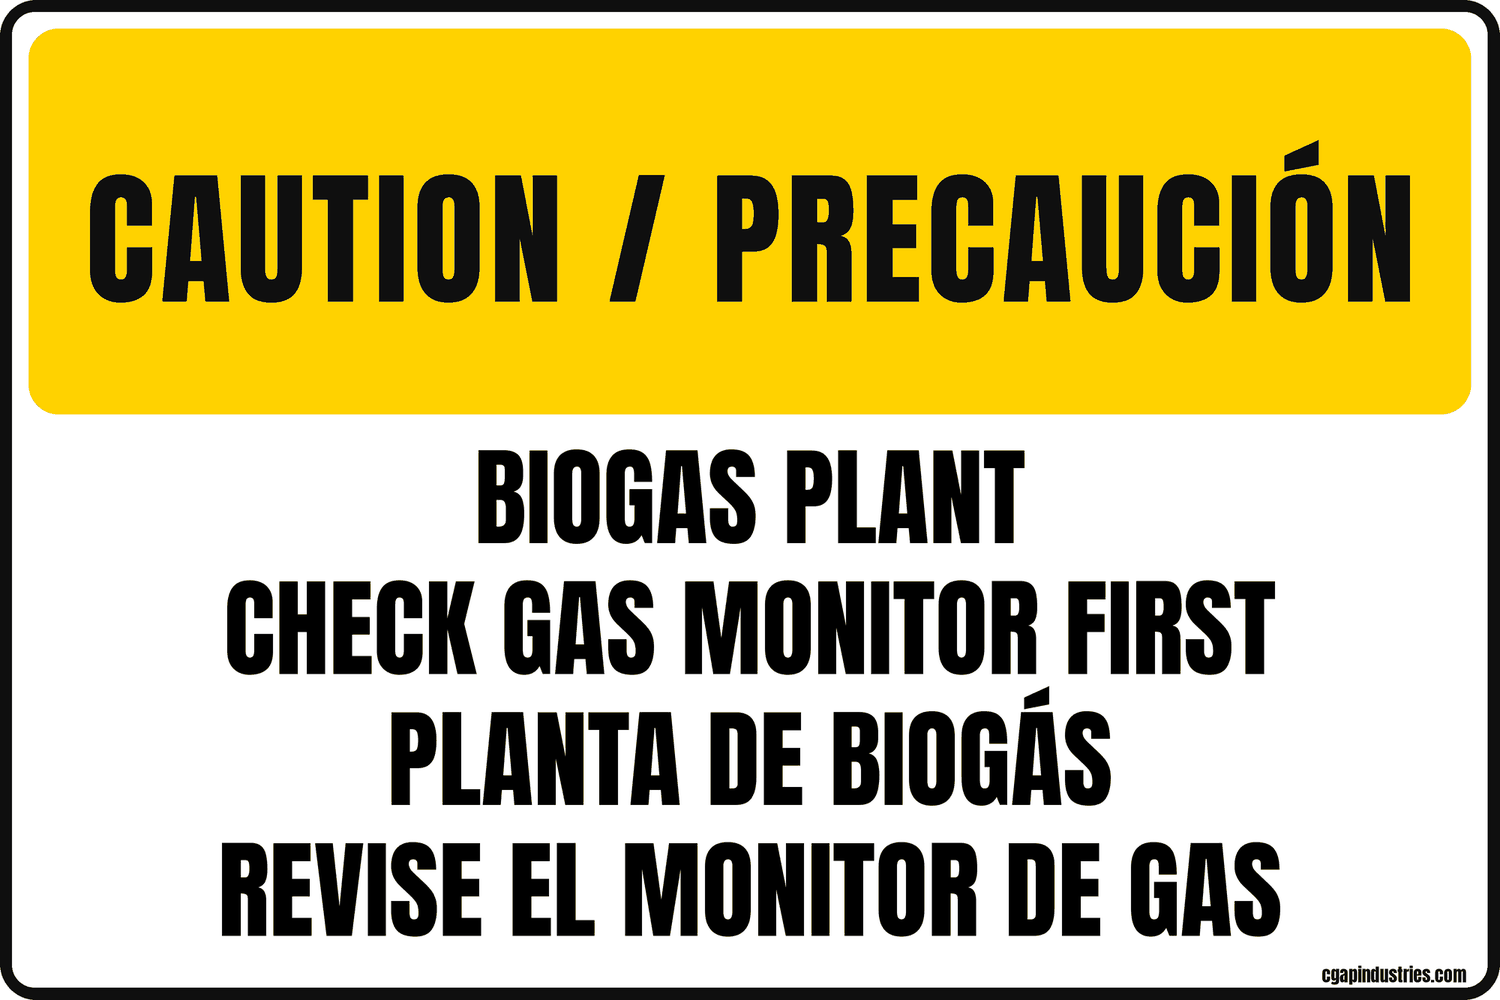 CAUTION / PRECAUCIÓN
BIOGAS PLANT
CHECK GAS MONITOR FIRST
PLANTA DE BIOGÁS
REVISE EL MONITOR DE GAS
cgapindustries.com